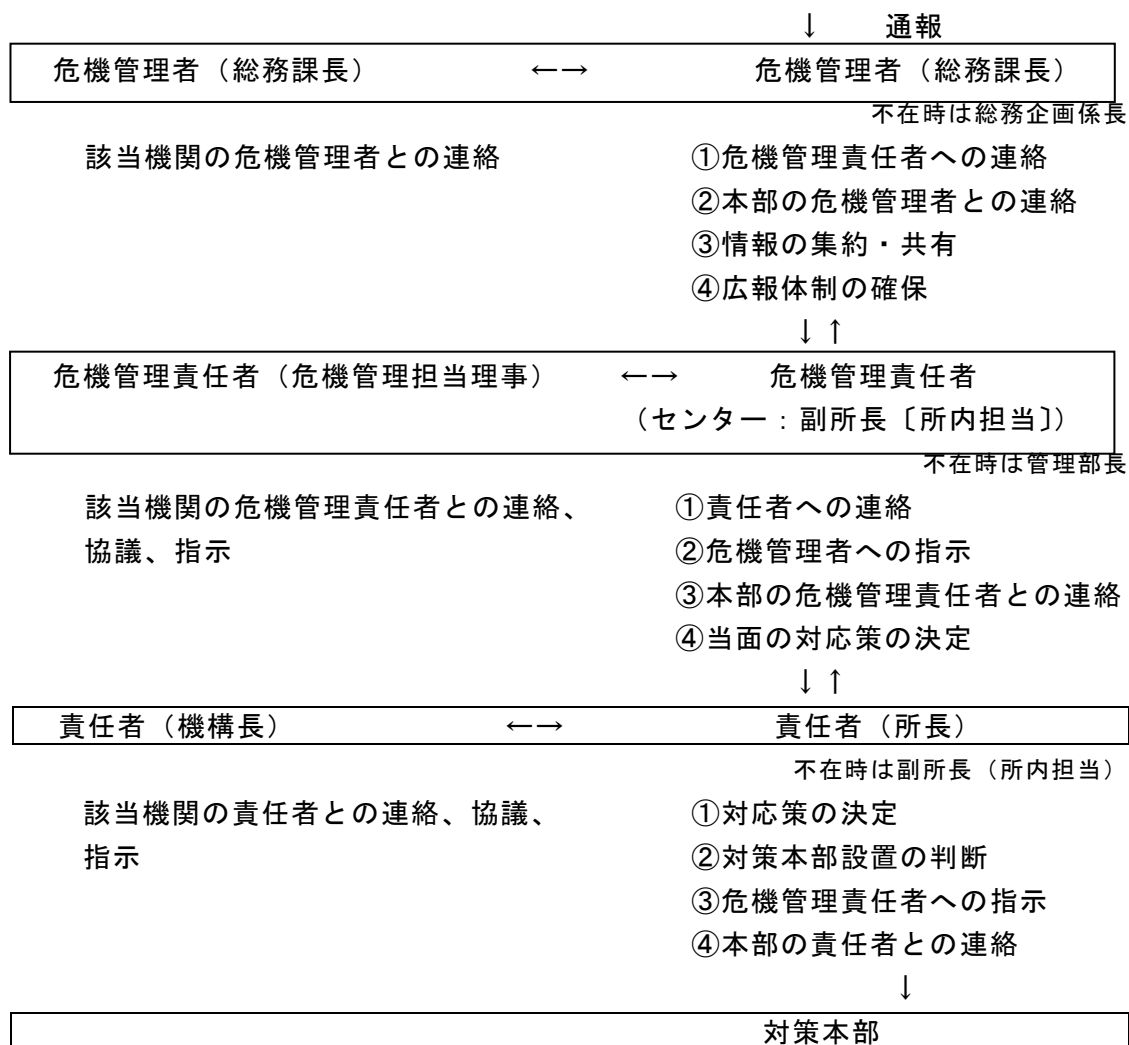 ↓　通報
危機管理者（総務課長）　←→　危機管理者（総務課長）
不在時は総務企画係長
該当機関の危機管理者との連絡　①危機管理責任者への連絡
②本部の危機管理者との連絡
③情報の集約・共有
④広報体制の確保
↓↑
危機管理責任者（危機管理担当理事）　←→　危機管理責任者
（センター：副所長〔所内担当〕）
不在時は管理部長
該当機関の危機管理責任者との連絡、　①責任者への連絡
協議、指示　②危機管理者への指示
③本部の危機管理責任者との連絡
④当面の対応策の決定
↓↑
責任者（機構長）　←→　責任者（所長）
不在時は副所長（所内担当）
該当機関の責任者との連絡、協議、　①対応策の決定
指示　②対策本部設置の判断
③危機管理責任者への指示
④本部の責任者との連絡
↓
対策本部